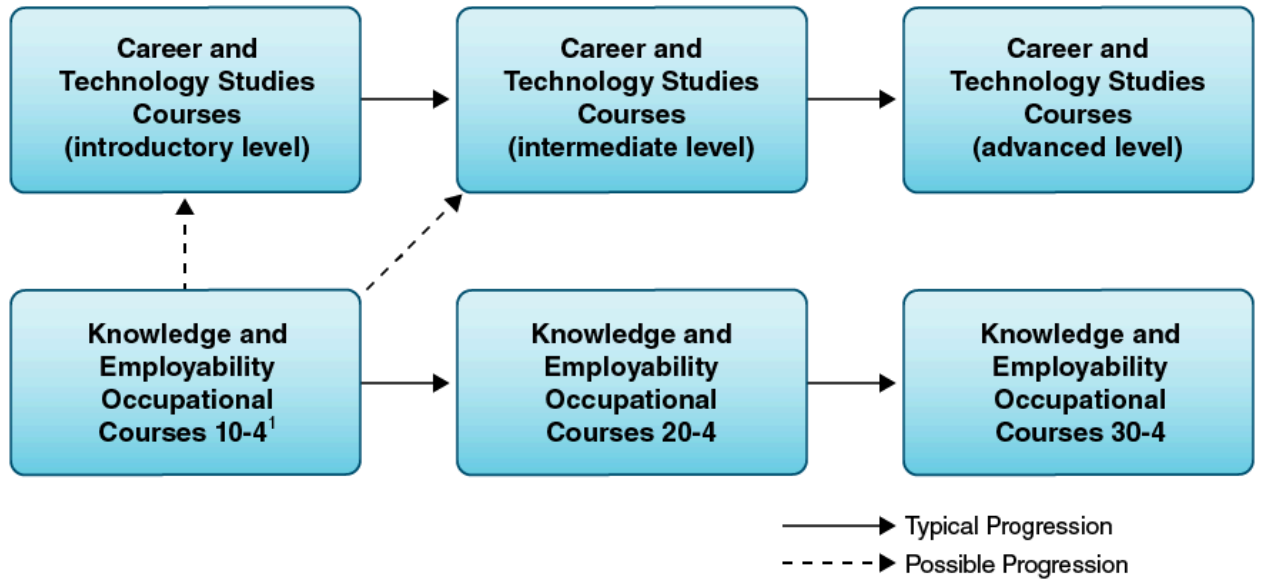 Career and
Technology Studies
Courses
(introductory level)
Career and
Technology Studies
Courses
(intermediate level)
Career and
Technology Studies
Courses
(advanced level)
Knowledge and
Employability
Occupational
Courses 10-4¹
Knowledge and
Employability
Occupational
Courses 20-4
Knowledge and
Employability
Occupational
Courses 30-4
Typical Progression
Possible Progression